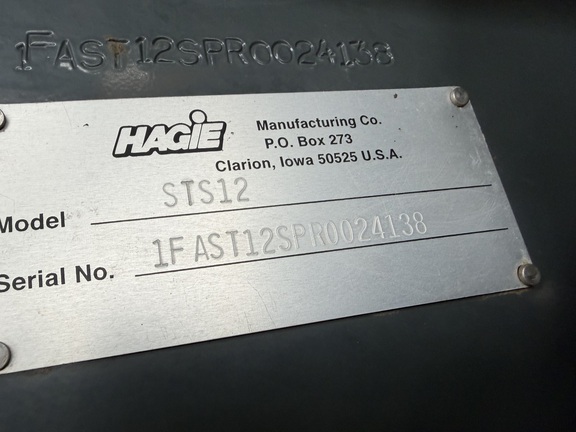 1FAST12SPR0024138
HAGIE
Manufacturing Co.
P.O. Box 273
Clarion, Iowa 50525 U.S.A.
Model STS12
Serial No. 1FAST12SPR0024138